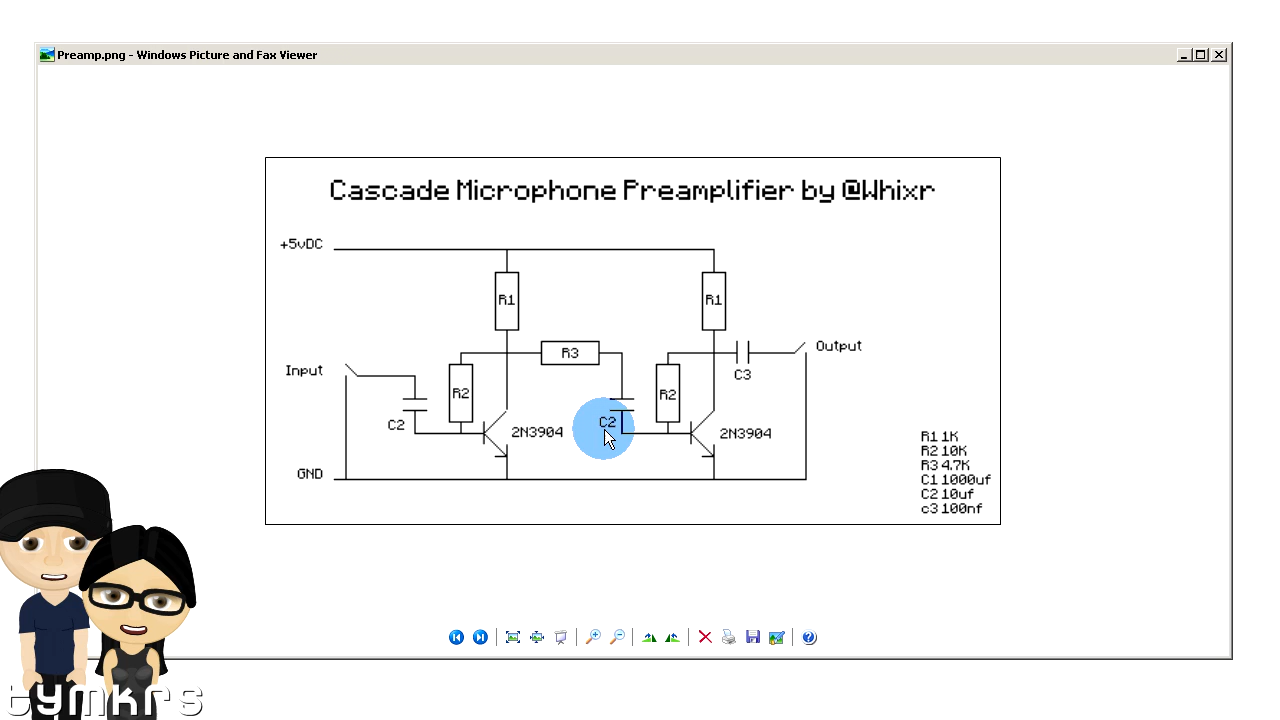 Preamp.png - Windows Picture and Fax Viewer
Cascade Microphone Preamplifier by @Whixr
+5vDC
R1
R1
R3
Output
Input
R2
R2
C3
C2
C2
2N3904
2N3904
GND
R1 1K
R2 10K
R3 4.7K
C1 1000uf
C2 10uf
c3 100nf
tymkrs